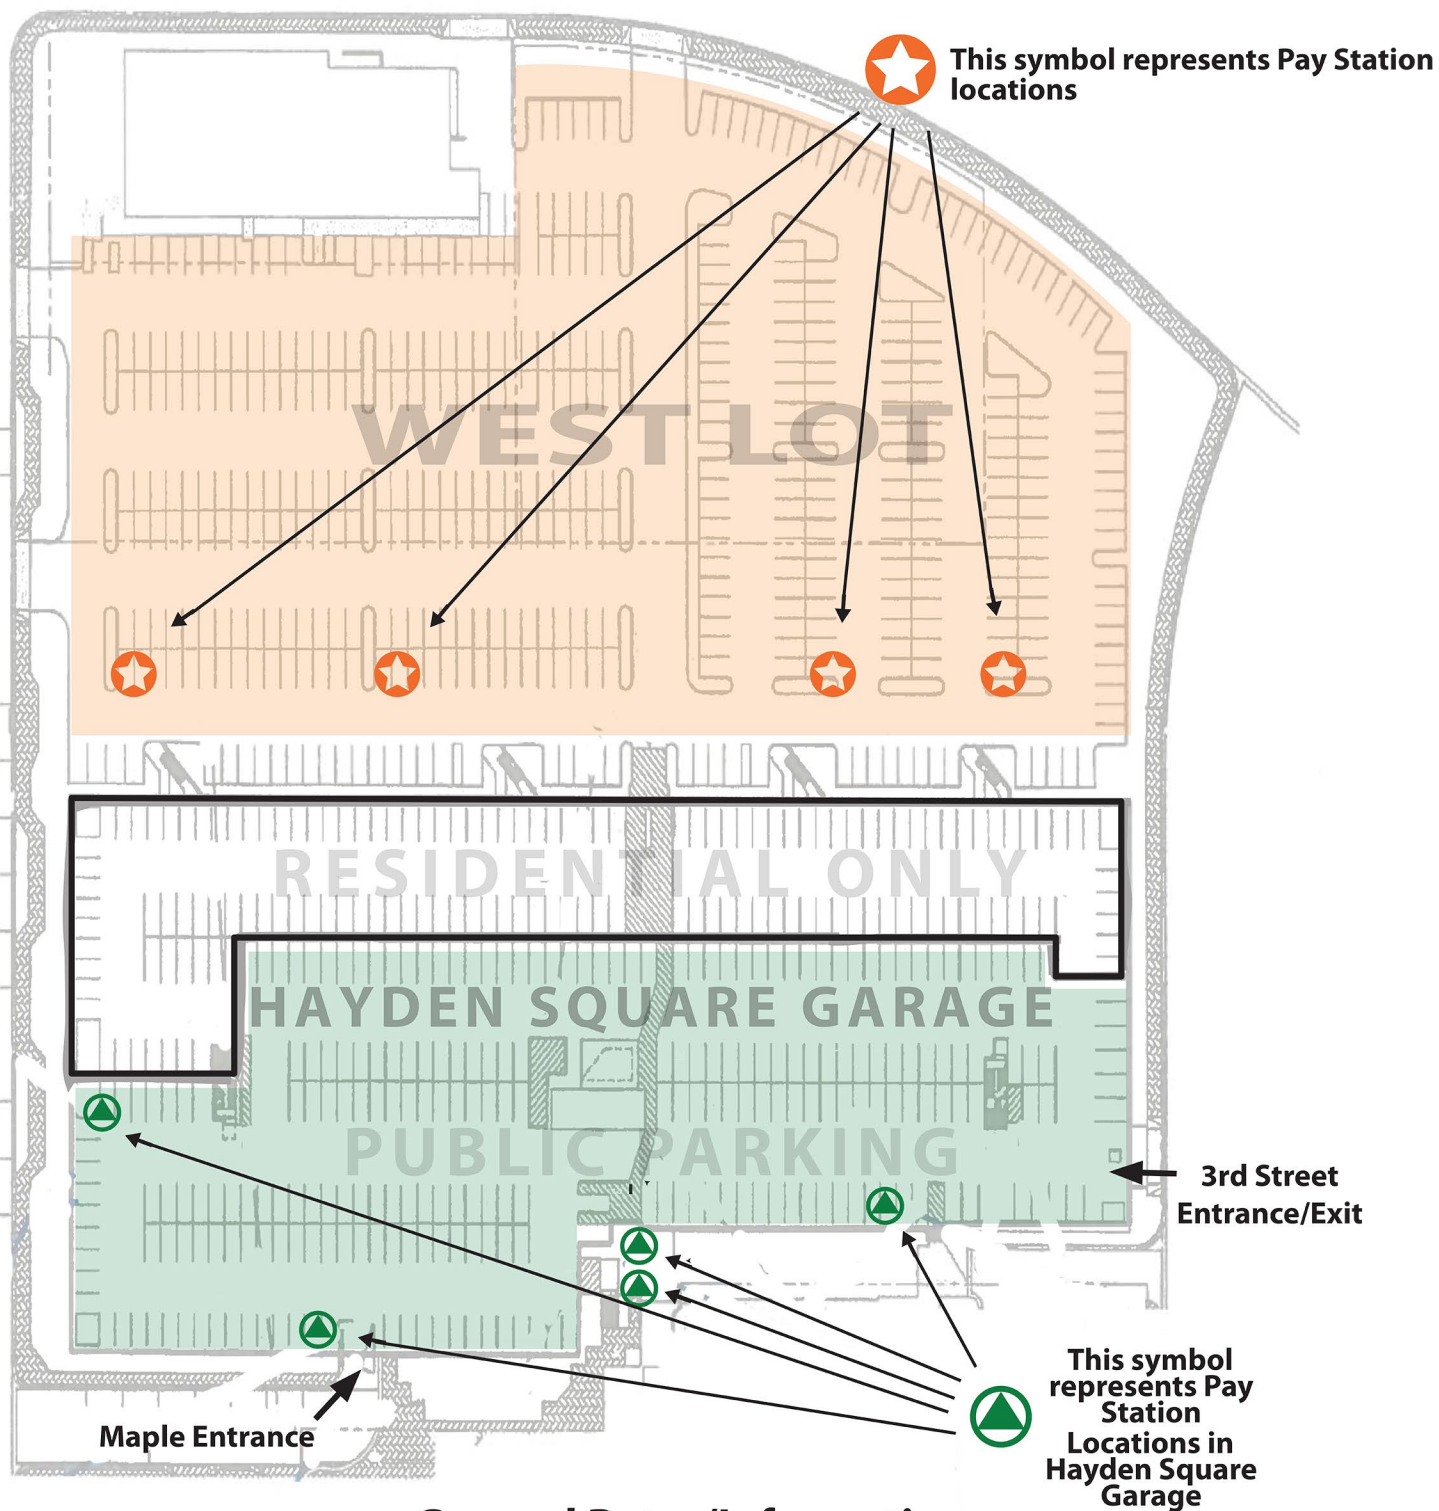 This symbol represents Pay Station
locations
WEST LOT
RESIDENTIAL ONLY
HAYDEN SQUARE GARAGE
PUBLIC PARKING
3rd Street
Entrance/Exit
This symbol
represents Pay
Station
Locations in
Hayden Square
Garage
Maple Entrance